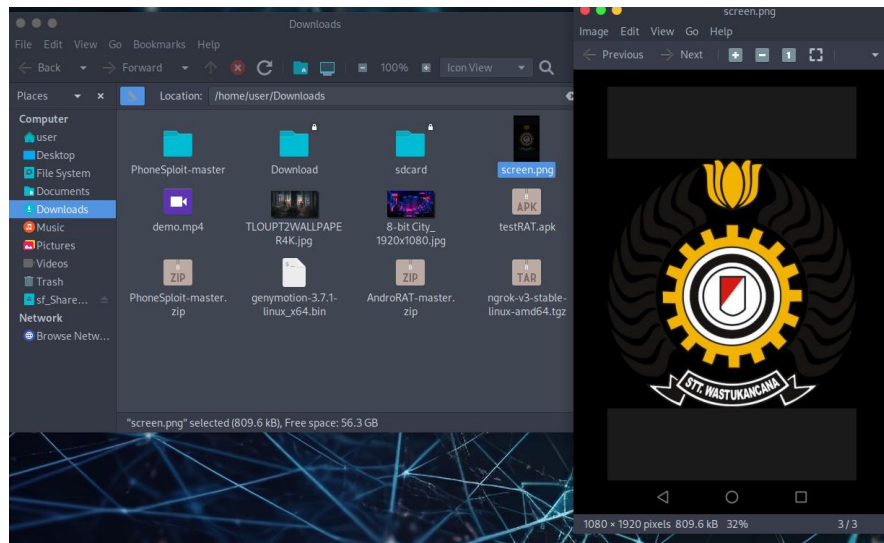 Downloads
File Edit View Go Bookmarks Help
Back Forward 100% Icon View
Places Location: /home/user/Downloads
Computer
user
Desktop
File System
Documents
Downloads
Music
Pictures
Videos
Trash
sf_Share...
Network
Browse Netw...
PhoneSploit-master Download sdcard screen.png
demo.mp4 TLOUPT2WALLPAPE 8-bit City_ APK testRAT.apk
R4K.jpg 1920x1080.jpg
ZIP ZIP TAR
PhoneSploit-master. genymotion-3.7.1- AndroRAT-master. ngrok-v3-stable-
zip linux_x64.bin zip linux-amd64.tgz
"screen.png" selected (809.6 kB), Free space: 56.3 GB
screen.png
Image Edit View Go Help
Previous Next 1
STT. WASTUKANCANA
1080 × 1920 pixels 809.6 kB 32% 3/3